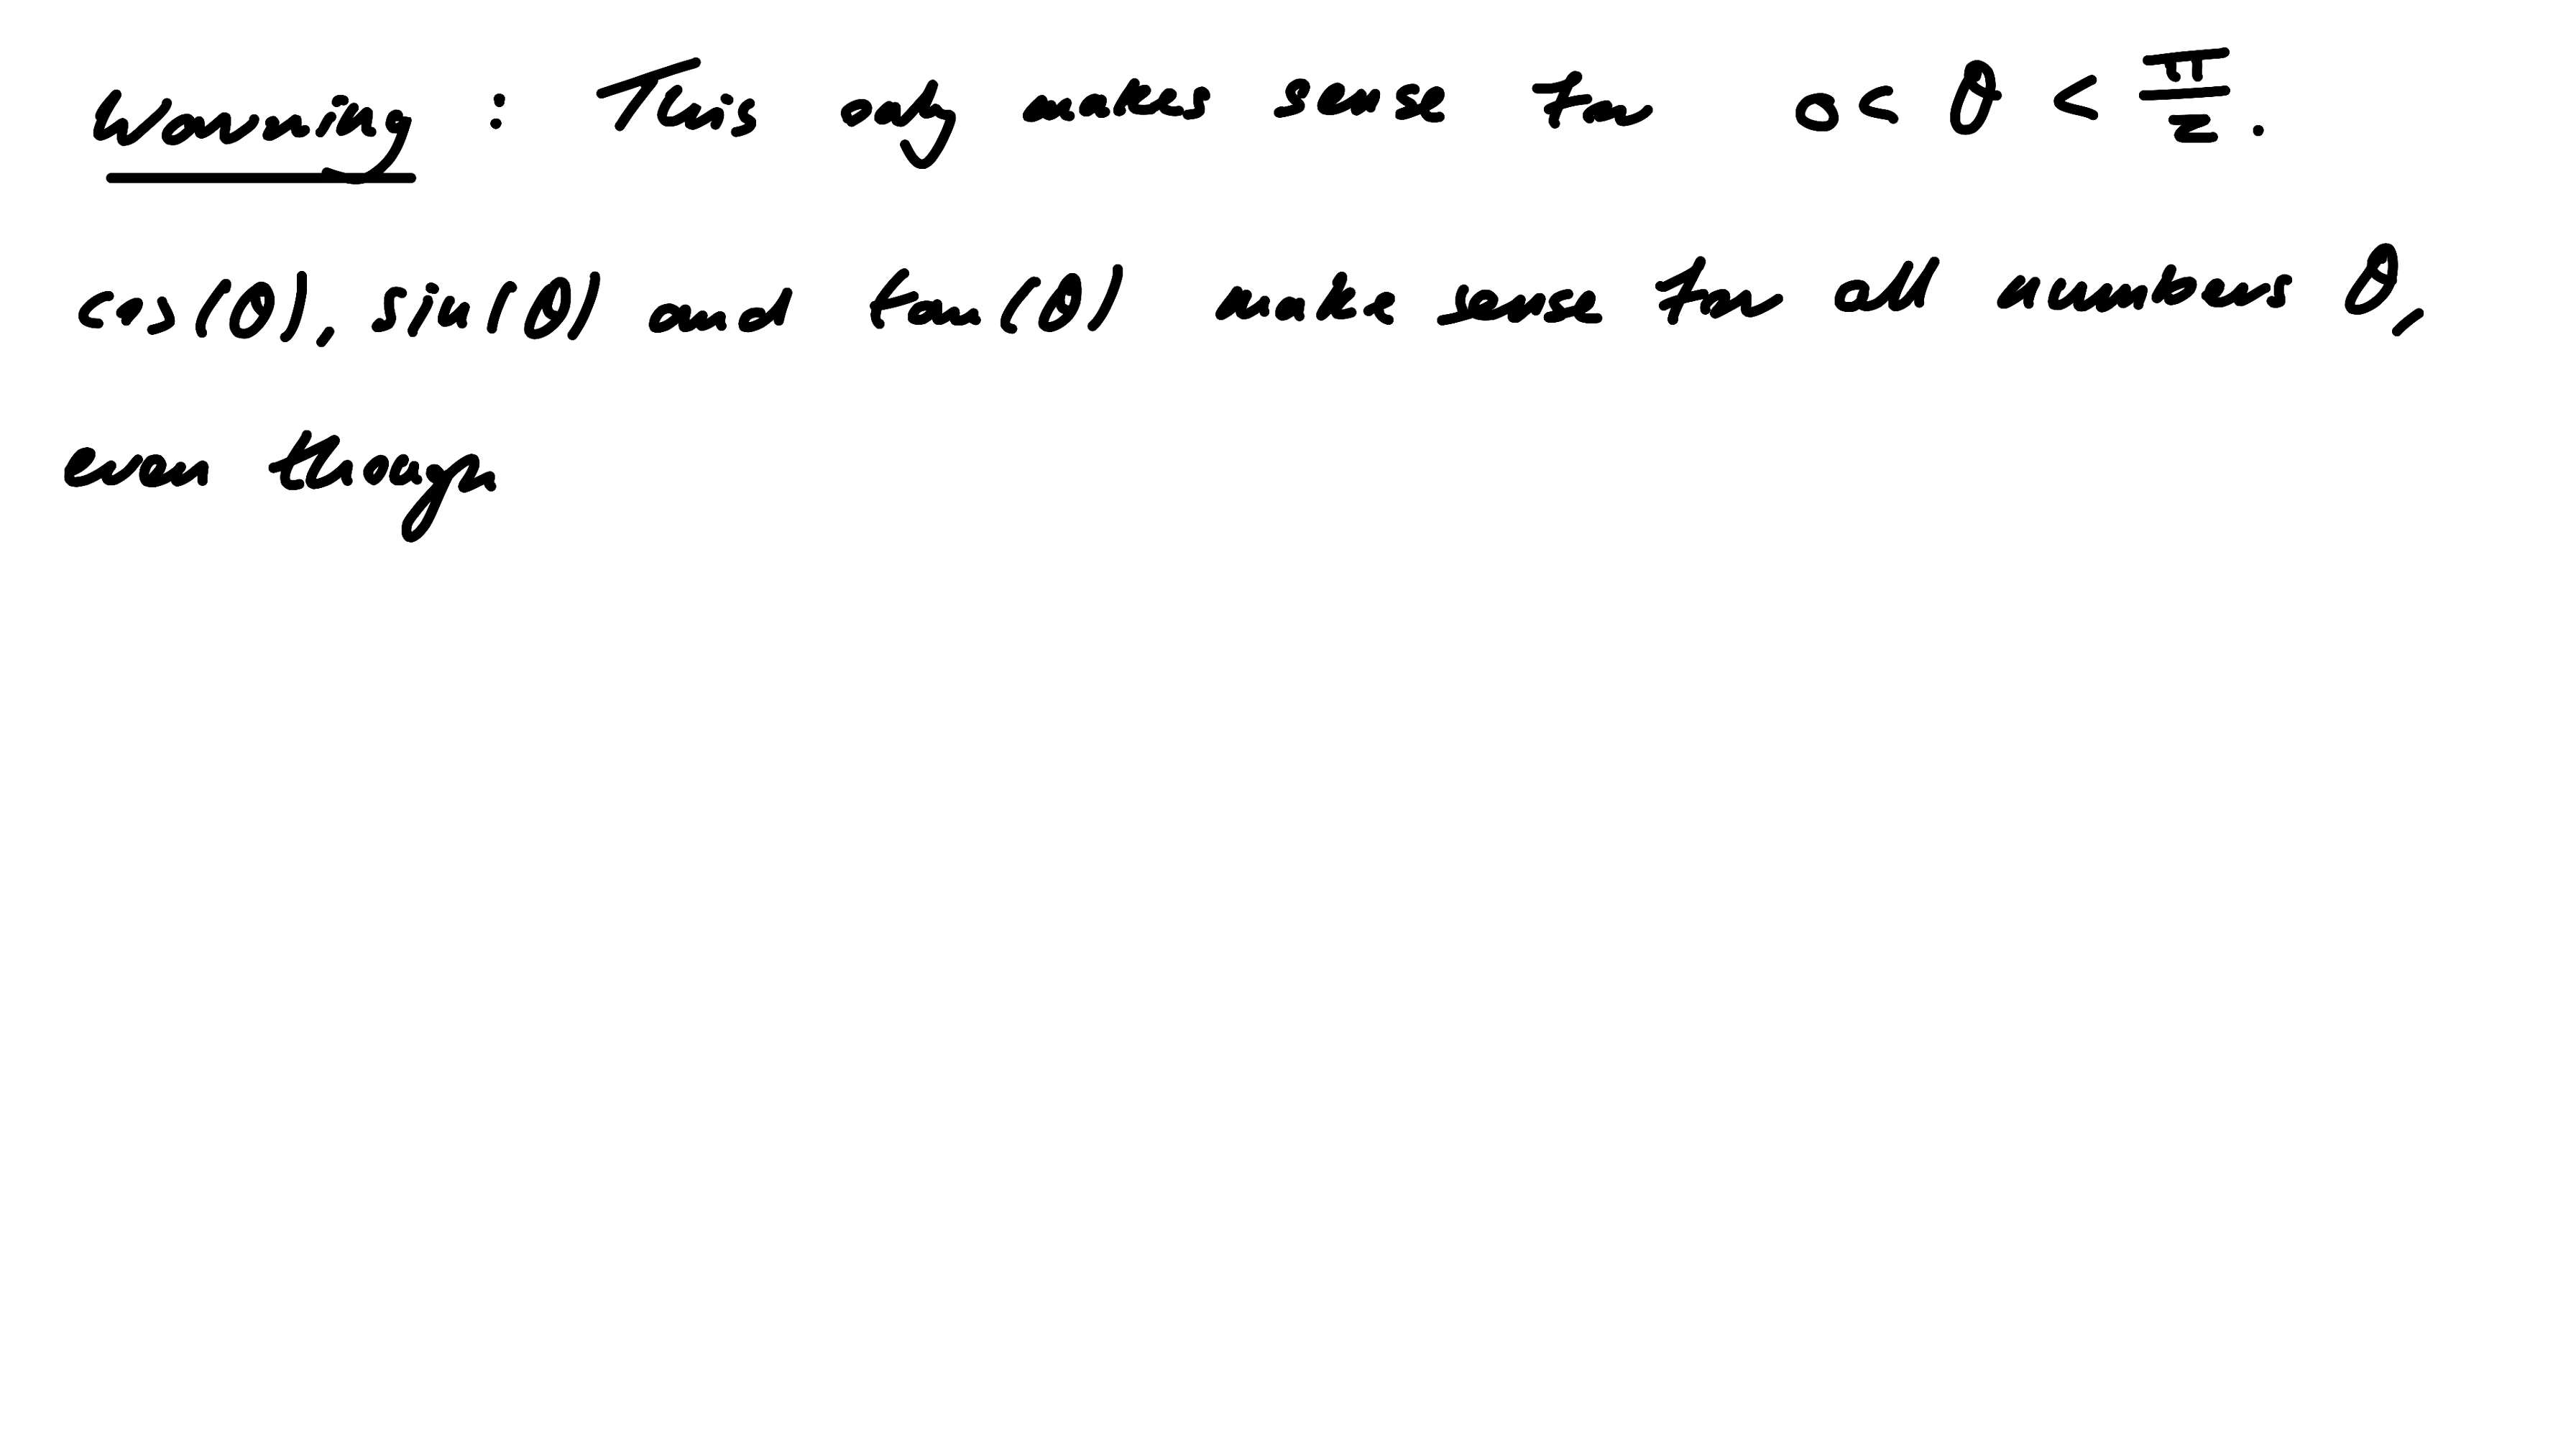 Warning : This only makes sense for 0 < θ < π/2.
cos(θ), sin(θ) and tan(θ) make sense for all numbers θ,
even though